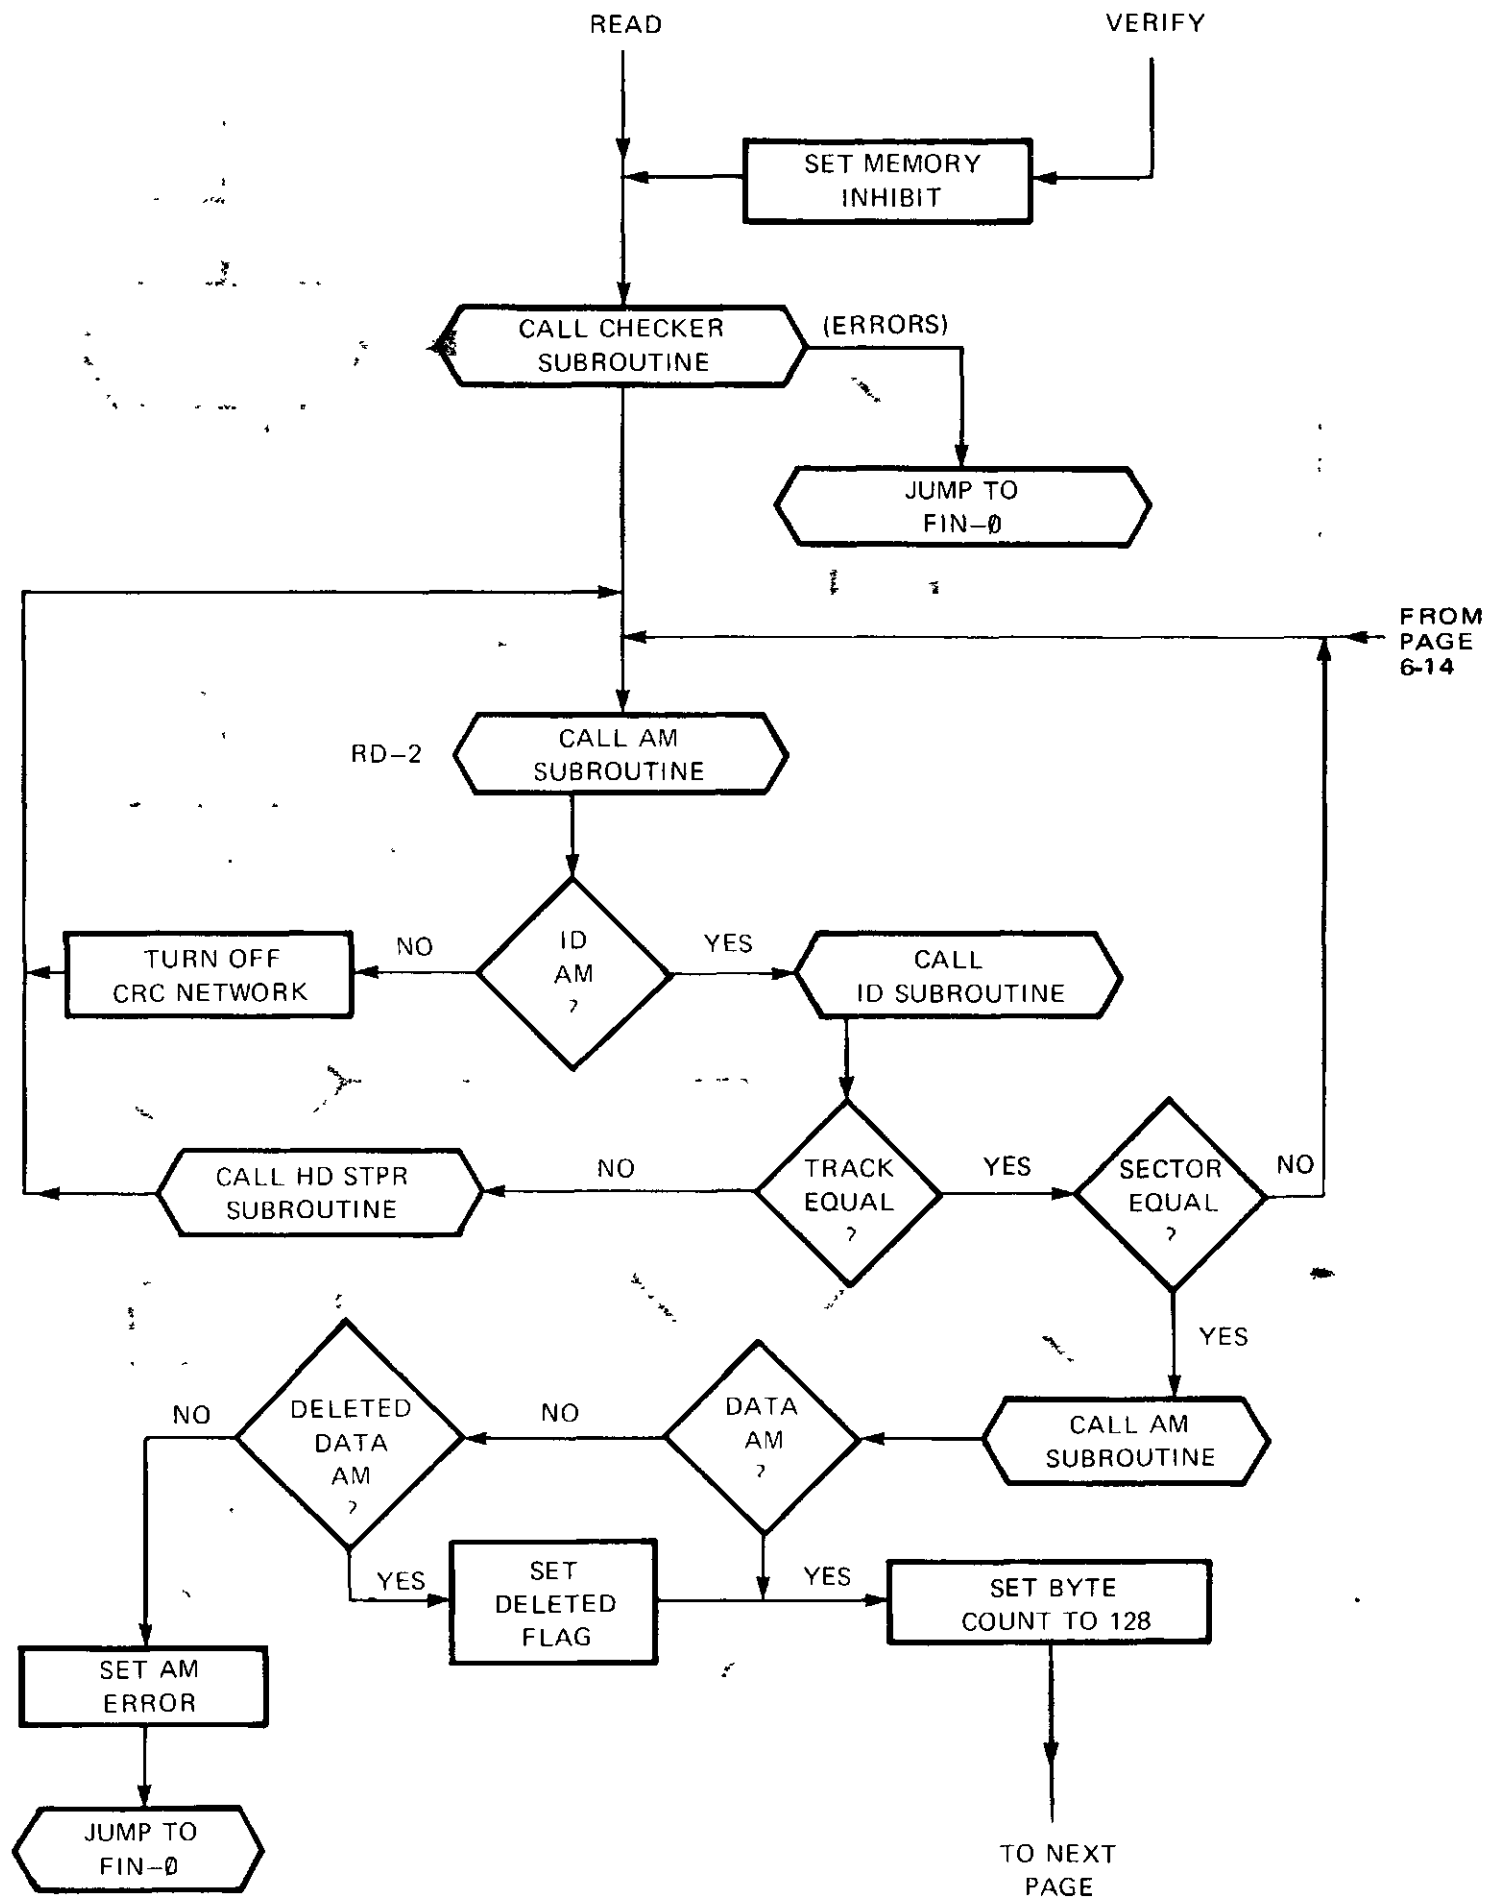 READ
VERIFY
SET MEMORY
INHIBIT
CALL CHECKER
SUBROUTINE
(ERRORS)
JUMP TO
FIN-Ø
FROM
PAGE
6-14
RD-2
CALL AM
SUBROUTINE
TURN OFF
CRC NETWORK
NO
ID
AM
?
YES
CALL
ID SUBROUTINE
CALL HD STPR
SUBROUTINE
NO
TRACK
EQUAL
?
YES
SECTOR
EQUAL
?
NO
YES
NO
DELETED
DATA
AM
?
NO
DATA
AM
?
CALL AM
SUBROUTINE
YES
SET
DELETED
FLAG
YES
SET BYTE
COUNT TO 128
SET AM
ERROR
JUMP TO
FIN-Ø
TO NEXT
PAGE